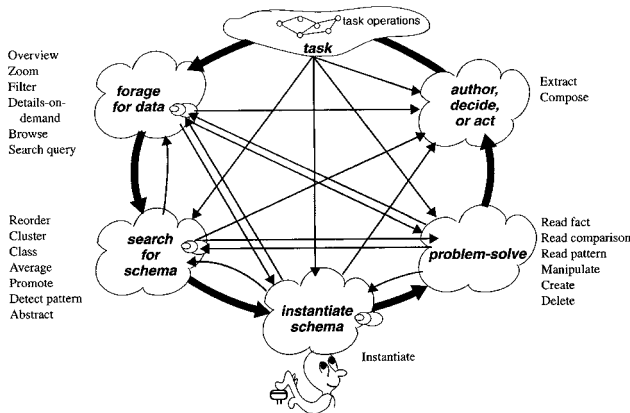 task operations
task
Overview
Zoom
Filter
Details-on-
demand
Browse
Search query
forage
for data
author,
decide,
or act
Extract
Compose
Reorder
Cluster
Class
Average
Promote
Detect pattern
Abstract
search
for
schema
problem-solve
Read fact
Read comparison
Read pattern
Manipulate
Create
Delete
instantiate
schema
Instantiate